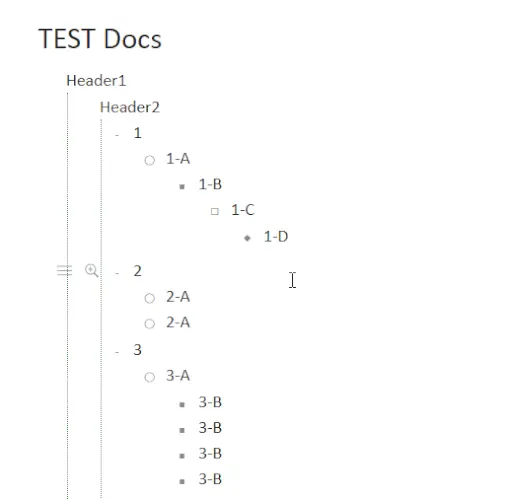 TEST Docs
Header1
Header2
- 1
1-A
1-B
1-C
1-D
- 2
2-A
2-A
- 3
3-A
3-B
3-B
3-B
3-B